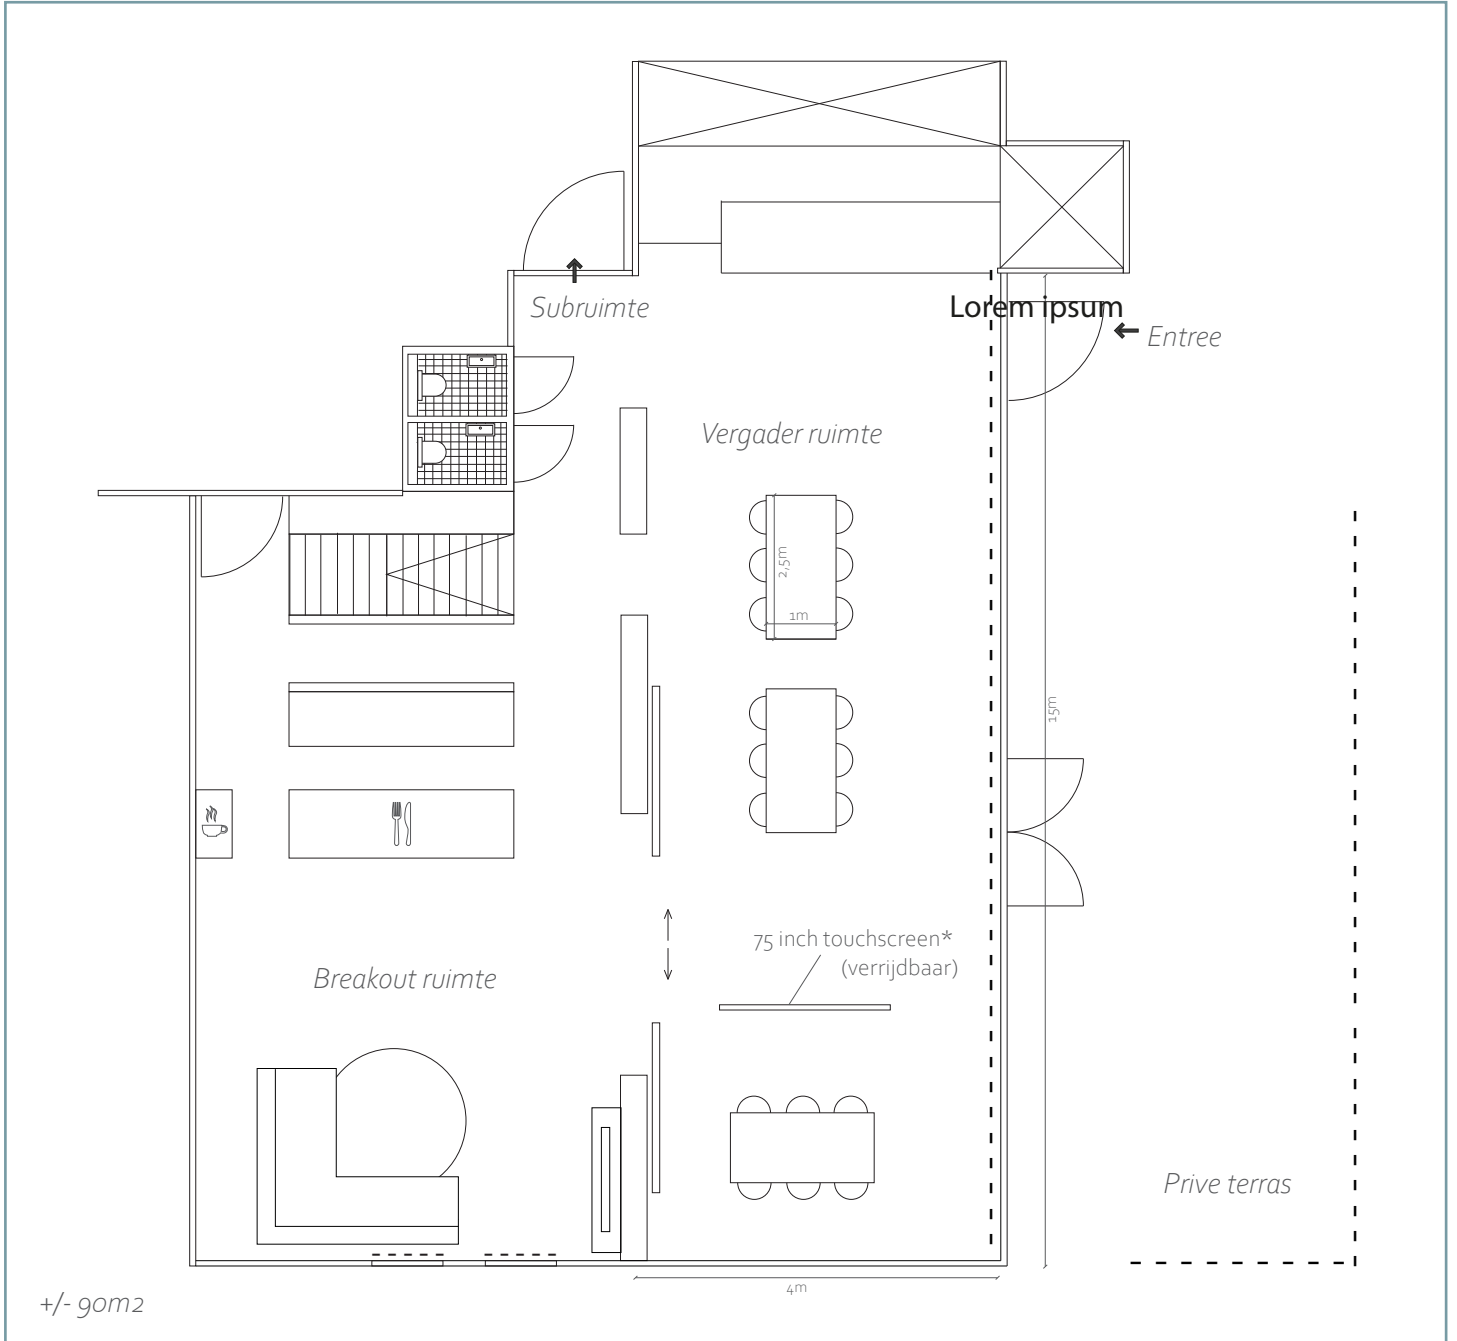 Subruimte
Lorem ipsum
Entree
Vergader ruimte
2,5m
1m
15m
75 inch touchscreen*
(verrijdbaar)
Breakout ruimte
Prive terras
4m
+/- 90m2